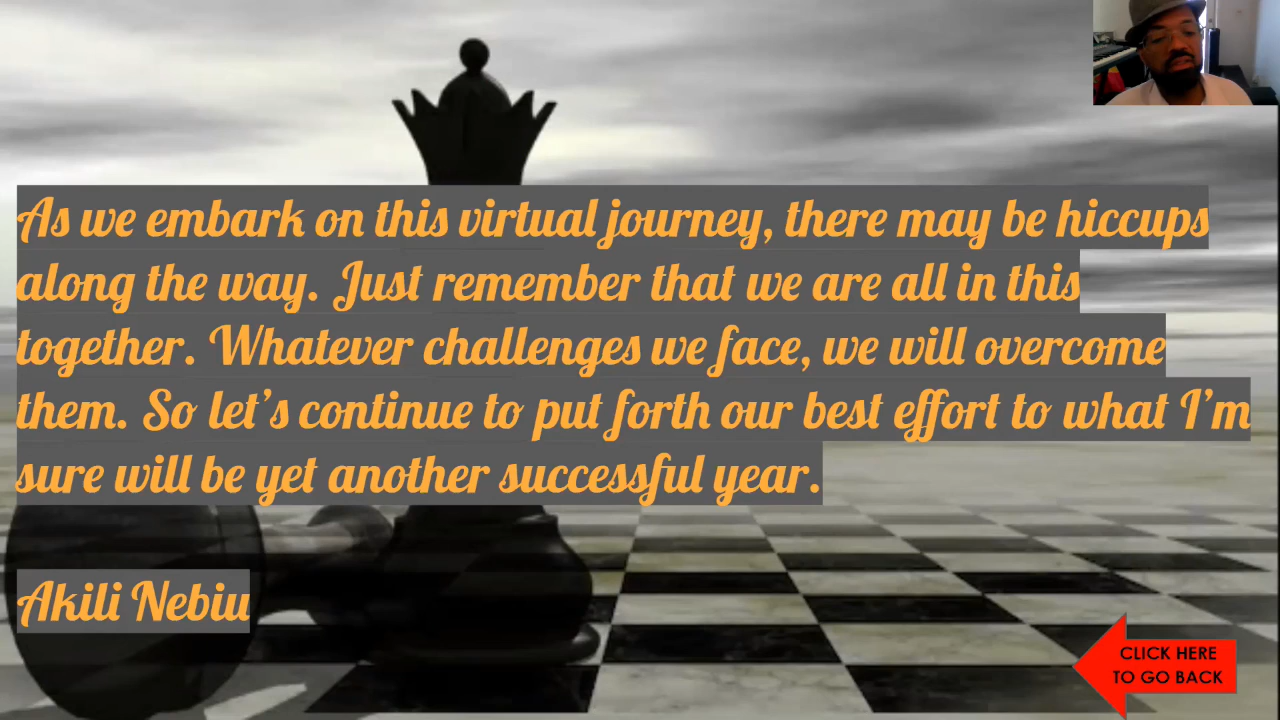 As we embark on this virtual journey, there may be hiccups
along the way. Just remember that we are all in this
together. Whatever challenges we face, we will overcome
them. So let’s continue to put forth our best effort to what I’m
sure will be yet another successful year.
Akili Nebiu
CLICK HERE
TO GO BACK